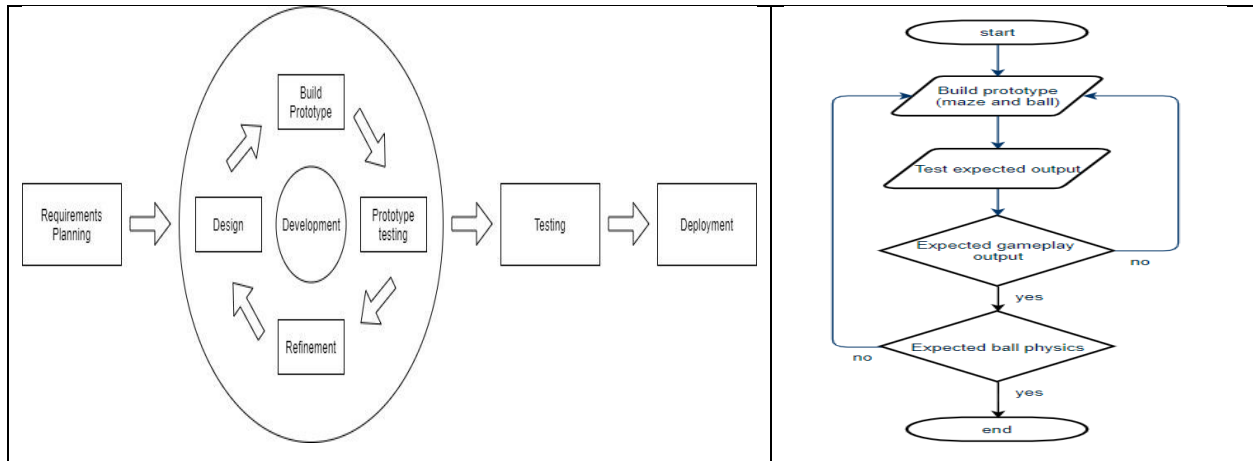 Build
Prototype
Requirements
Planning
Design
Development
Prototype
testing
Refinement
Testing
Deployment
start
Build prototype
(maze and ball)
Test expected output
Expected gameplay
output
no
yes
Expected ball physics
no
yes
end